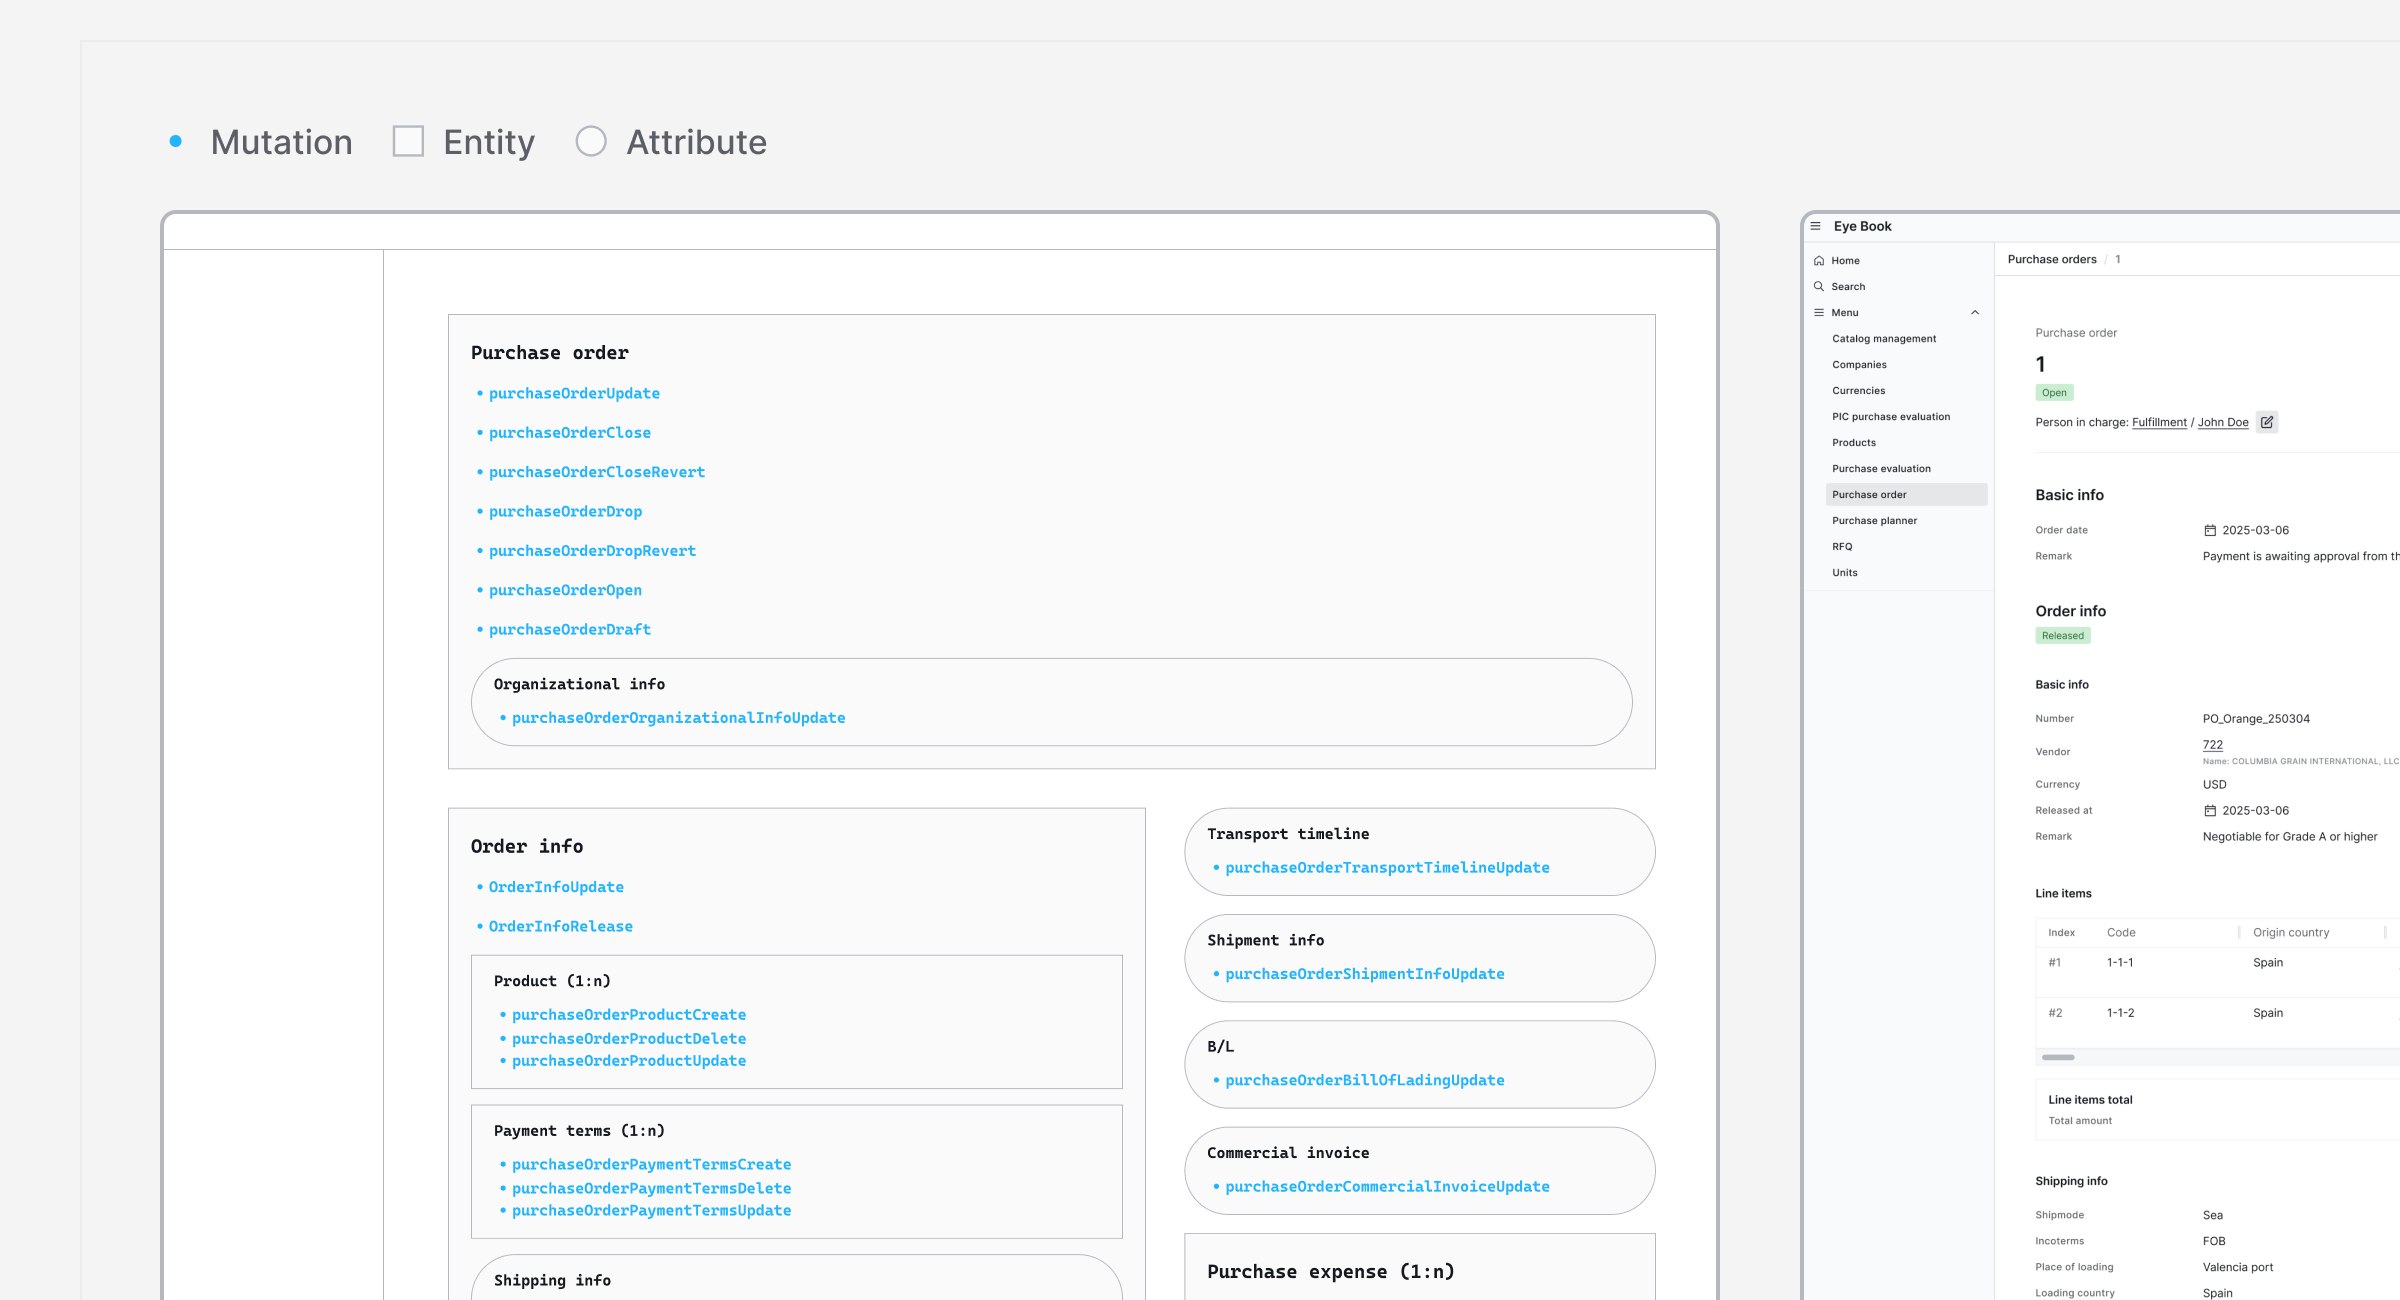 Mutation
Entity
Attribute
Purchase order
purchaseOrderUpdate
purchaseOrderClose
purchaseOrderCloseRevert
purchaseOrderDrop
purchaseOrderDropRevert
purchaseOrderOpen
purchaseOrderDraft
Organizational info
purchaseOrderOrganizationalInfoUpdate
Order info
OrderInfoUpdate
OrderInfoRelease
Product (1:n)
purchaseOrderProductCreate
purchaseOrderProductDelete
purchaseOrderProductUpdate
Payment terms (1:n)
purchaseOrderPaymentTermsCreate
purchaseOrderPaymentTermsDelete
purchaseOrderPaymentTermsUpdate
Shipping info
Transport timeline
purchaseOrderTransportTimelineUpdate
Shipment info
purchaseOrderShipmentInfoUpdate
B/L
purchaseOrderBillOfLadingUpdate
Commercial invoice
purchaseOrderCommercialInvoiceUpdate
Purchase expense (1:n)
Eye Book
Home
Search
Menu
Catalog management
Companies
Currencies
PIC purchase evaluation
Products
Purchase evaluation
Purchase order
Purchase planner
RFQ
Units
Purchase orders / 1
Purchase order
1
Open
Person in charge: Fulfillment / John Doe
Basic info
Order date 2025-03-06
Remark Payment is awaiting approval from
Order info
Released
Basic info
Number PO_Orange_250304
Vendor 722
Name: COLUMBIA GRAIN INTERNATIONAL, LLC
Currency USD
Released at 2025-03-06
Remark Negotiable for Grade A or higher
Line items
Index Code Origin country
#1 1-1-1 Spain
#2 1-1-2 Spain
Line items total
Total amount
Shipping info
Shipmode Sea
Incoterms FOB
Place of loading Valencia port
Loading country Spain